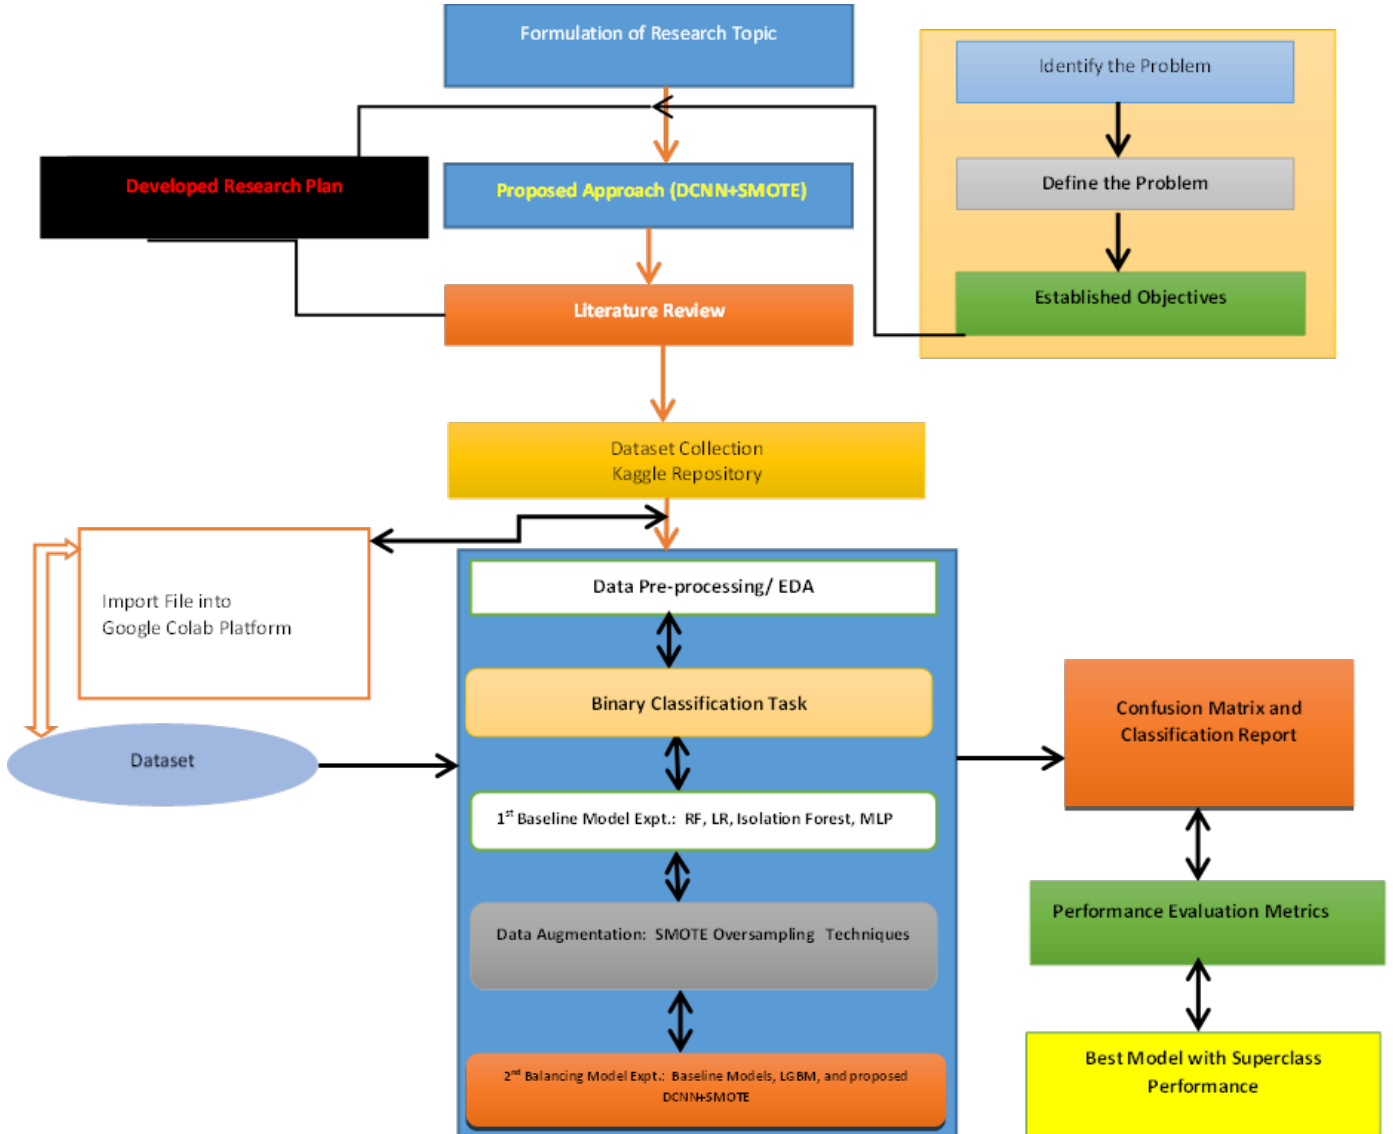 Formulation of Research Topic
Identify the Problem
Developed Research Plan
Proposed Approach (DCNN+SMOTE)
Define the Problem
Established Objectives
Literature Review
Dataset Collection
Kaggle Repository
Import File into
Google Colab Platform
Data Pre-processing/ EDA
Binary Classification Task
Confusion Matrix and
Classification Report
Dataset
1st Baseline Model Expt.: RF, LR, Isolation Forest, MLP
Performance Evaluation Metrics
Data Augmentation: SMOTE Oversampling Techniques
2nd Balancing Model Expt.: Baseline Models, LGBM, and proposed
DCNN+SMOTE
Best Model with Superclass
Performance